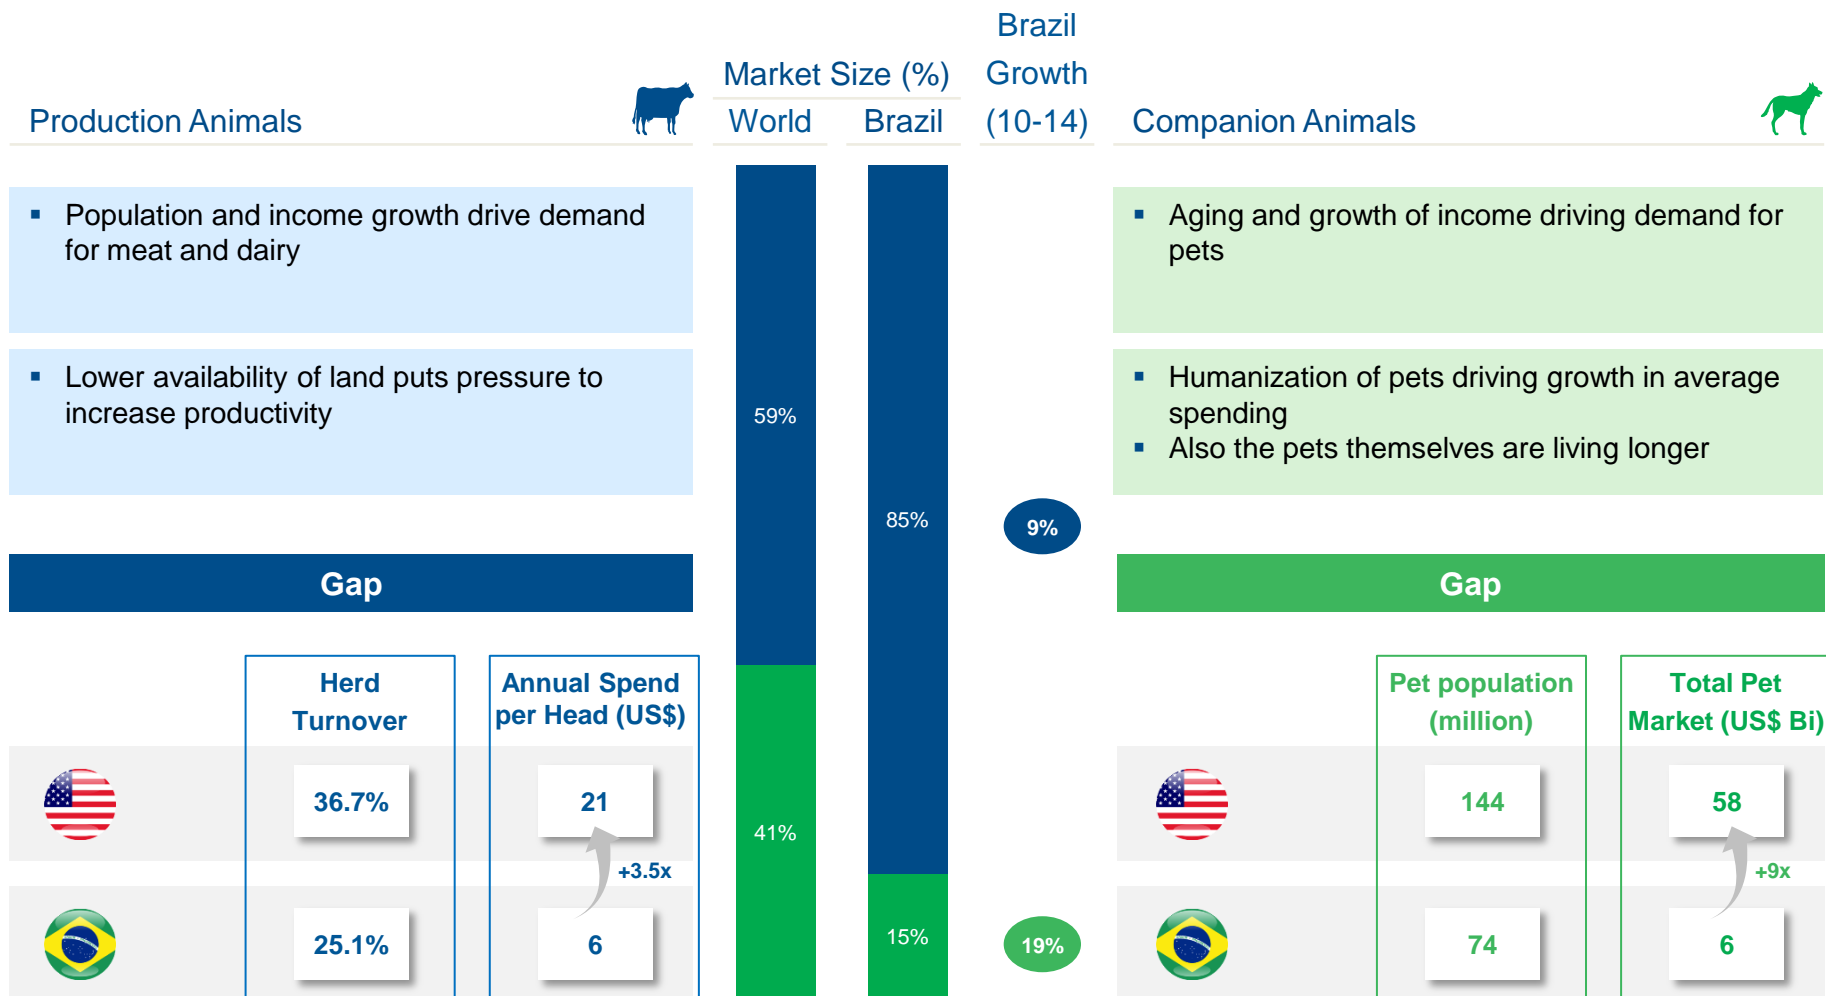 Production Animals
Market Size (%)
World
Brazil
Brazil
Growth
(10-14)
Companion Animals
▪ Population and income growth drive demand
for meat and dairy
▪ Lower availability of land puts pressure to
increase productivity
Gap
Herd
Turnover
Annual Spend
per Head (US$)
36.7%
21
+3.5x
25.1%
6
59%
41%
85%
15%
9%
19%
▪ Aging and growth of income driving demand for
pets
▪ Humanization of pets driving growth in average
spending
▪ Also the pets themselves are living longer
Gap
Pet population
(million)
Total Pet
Market (US$ Bi)
144
58
+9x
74
6